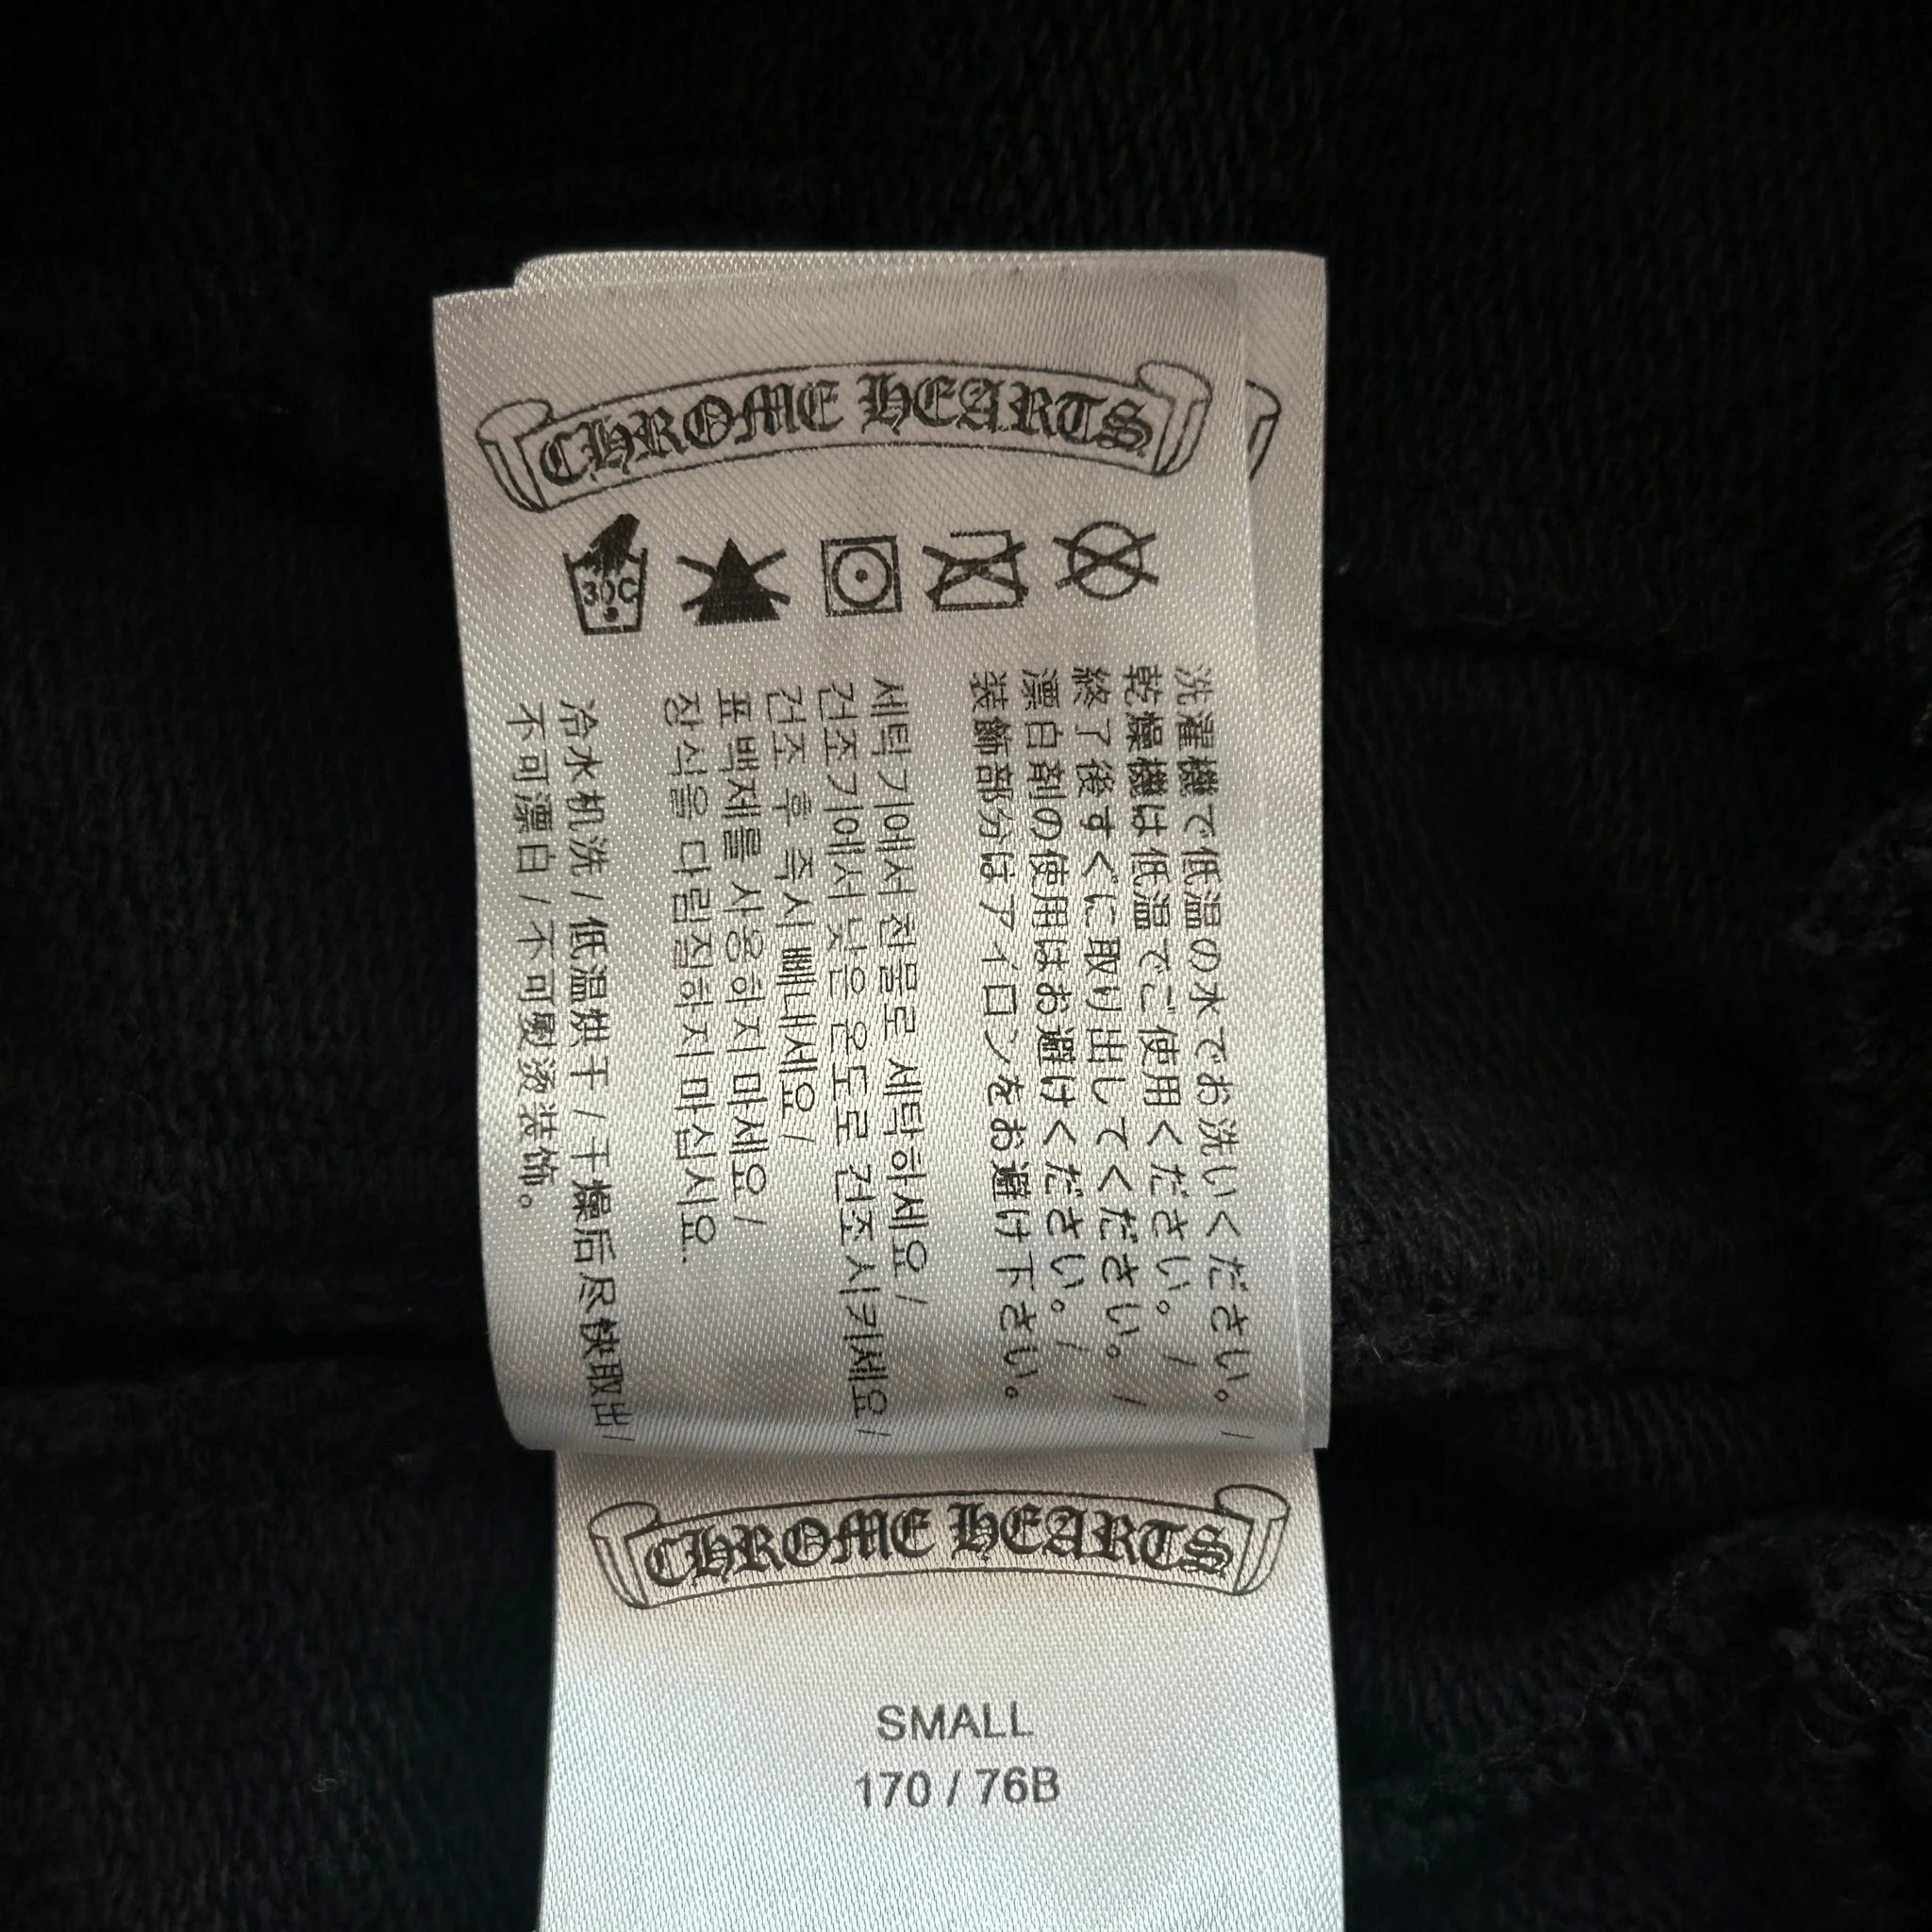 CHROME HEARTS
30C
洗濯機で低温の水でお洗いください。/
乾燥機は低温でご使用ください。/
終了後すぐに取り出してください。/
漂白剤の使用はお避けください。/
装飾部分はアイロンをお避け下さい。
세탁기에서 찬물로 세탁하세요 /
건조기에서 낮은 온도로 건조시키세요 /
건조 후 즉시 빼내세요 /
표백제를 사용하지 마세요 /
장식을 다림질하지 마십시요.
冷水机洗 / 低温烘干 / 干燥后尽快取出 /
不可漂白 / 不可熨烫装饰。
CHROME HEARTS
SMALL
170 / 76B